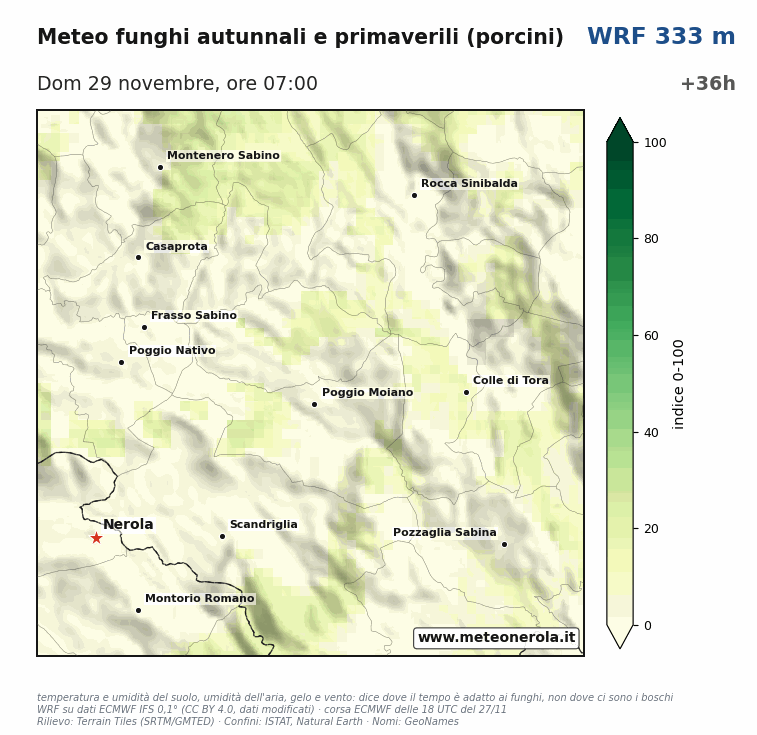 Meteo funghi autunnali e primaverili (porcini) WRF 333 m
Dom 29 novembre, ore 07:00 +36h
Montenero Sabino
Rocca Sinibalda
Casaprota
Frasso Sabino
Poggio Nativo
Colle di Tora
Poggio Moiano
Nerola
Scandriglia
Pozzaglia Sabina
Montorio Romano
www.meteonerola.it
100
80
60
40
20
0
indice 0-100
temperatura e umidità del suolo, umidità dell'aria, gelo e vento: dice dove il tempo è adatto ai funghi, non dove ci sono i boschi
WRF su dati ECMWF IFS 0,1° (CC BY 4.0, dati modificati) · corsa ECMWF delle 18 UTC del 27/11
Rilievo: Terrain Tiles (SRTM/GMTED) · Confini: ISTAT, Natural Earth · Nomi: GeoNames